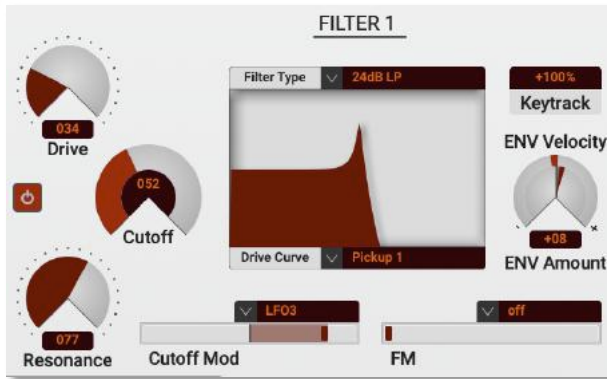 FILTER 1
Filter Type 24dB LP
+100%
Keytrack
034
Drive
ENV Velocity
052
Cutoff
+08
ENV Amount
Drive Curve Pickup 1
077
Resonance
LFO3
Cutoff Mod
off
FM